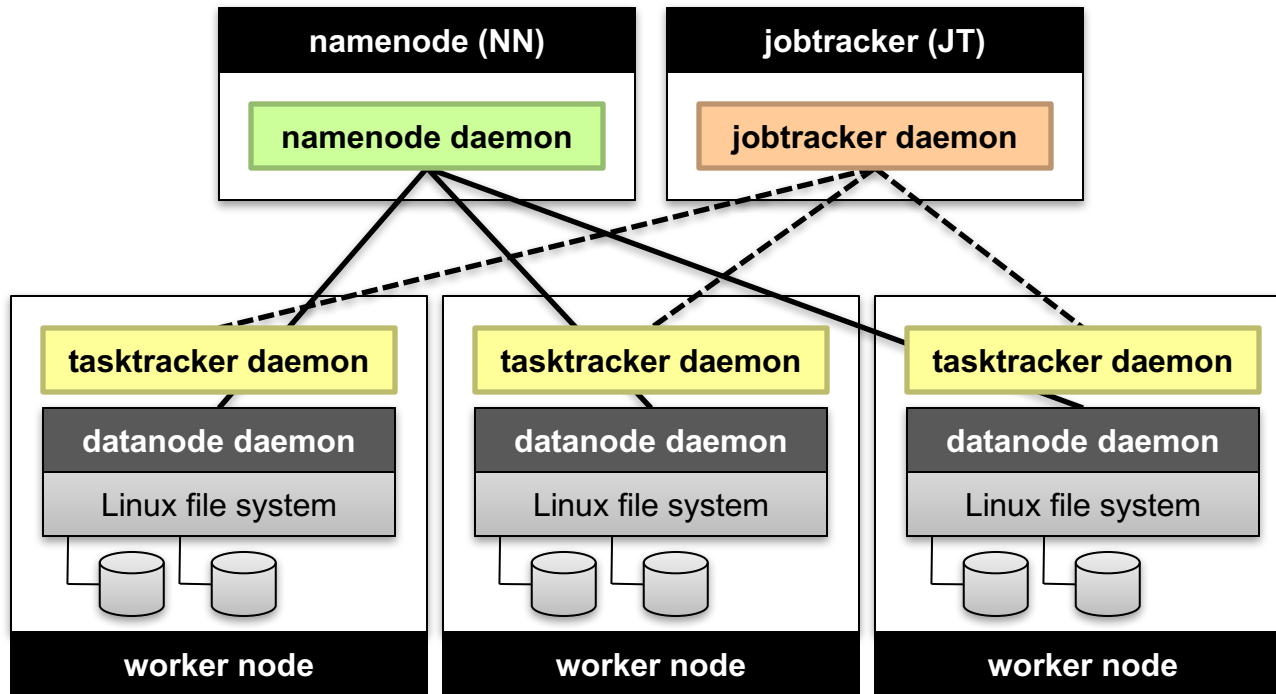 namenode (NN)
jobtracker (JT)
namenode daemon
jobtracker daemon
tasktracker daemon
tasktracker daemon
tasktracker daemon
datanode daemon
datanode daemon
datanode daemon
Linux file system
Linux file system
Linux file system
worker node
worker node
worker node